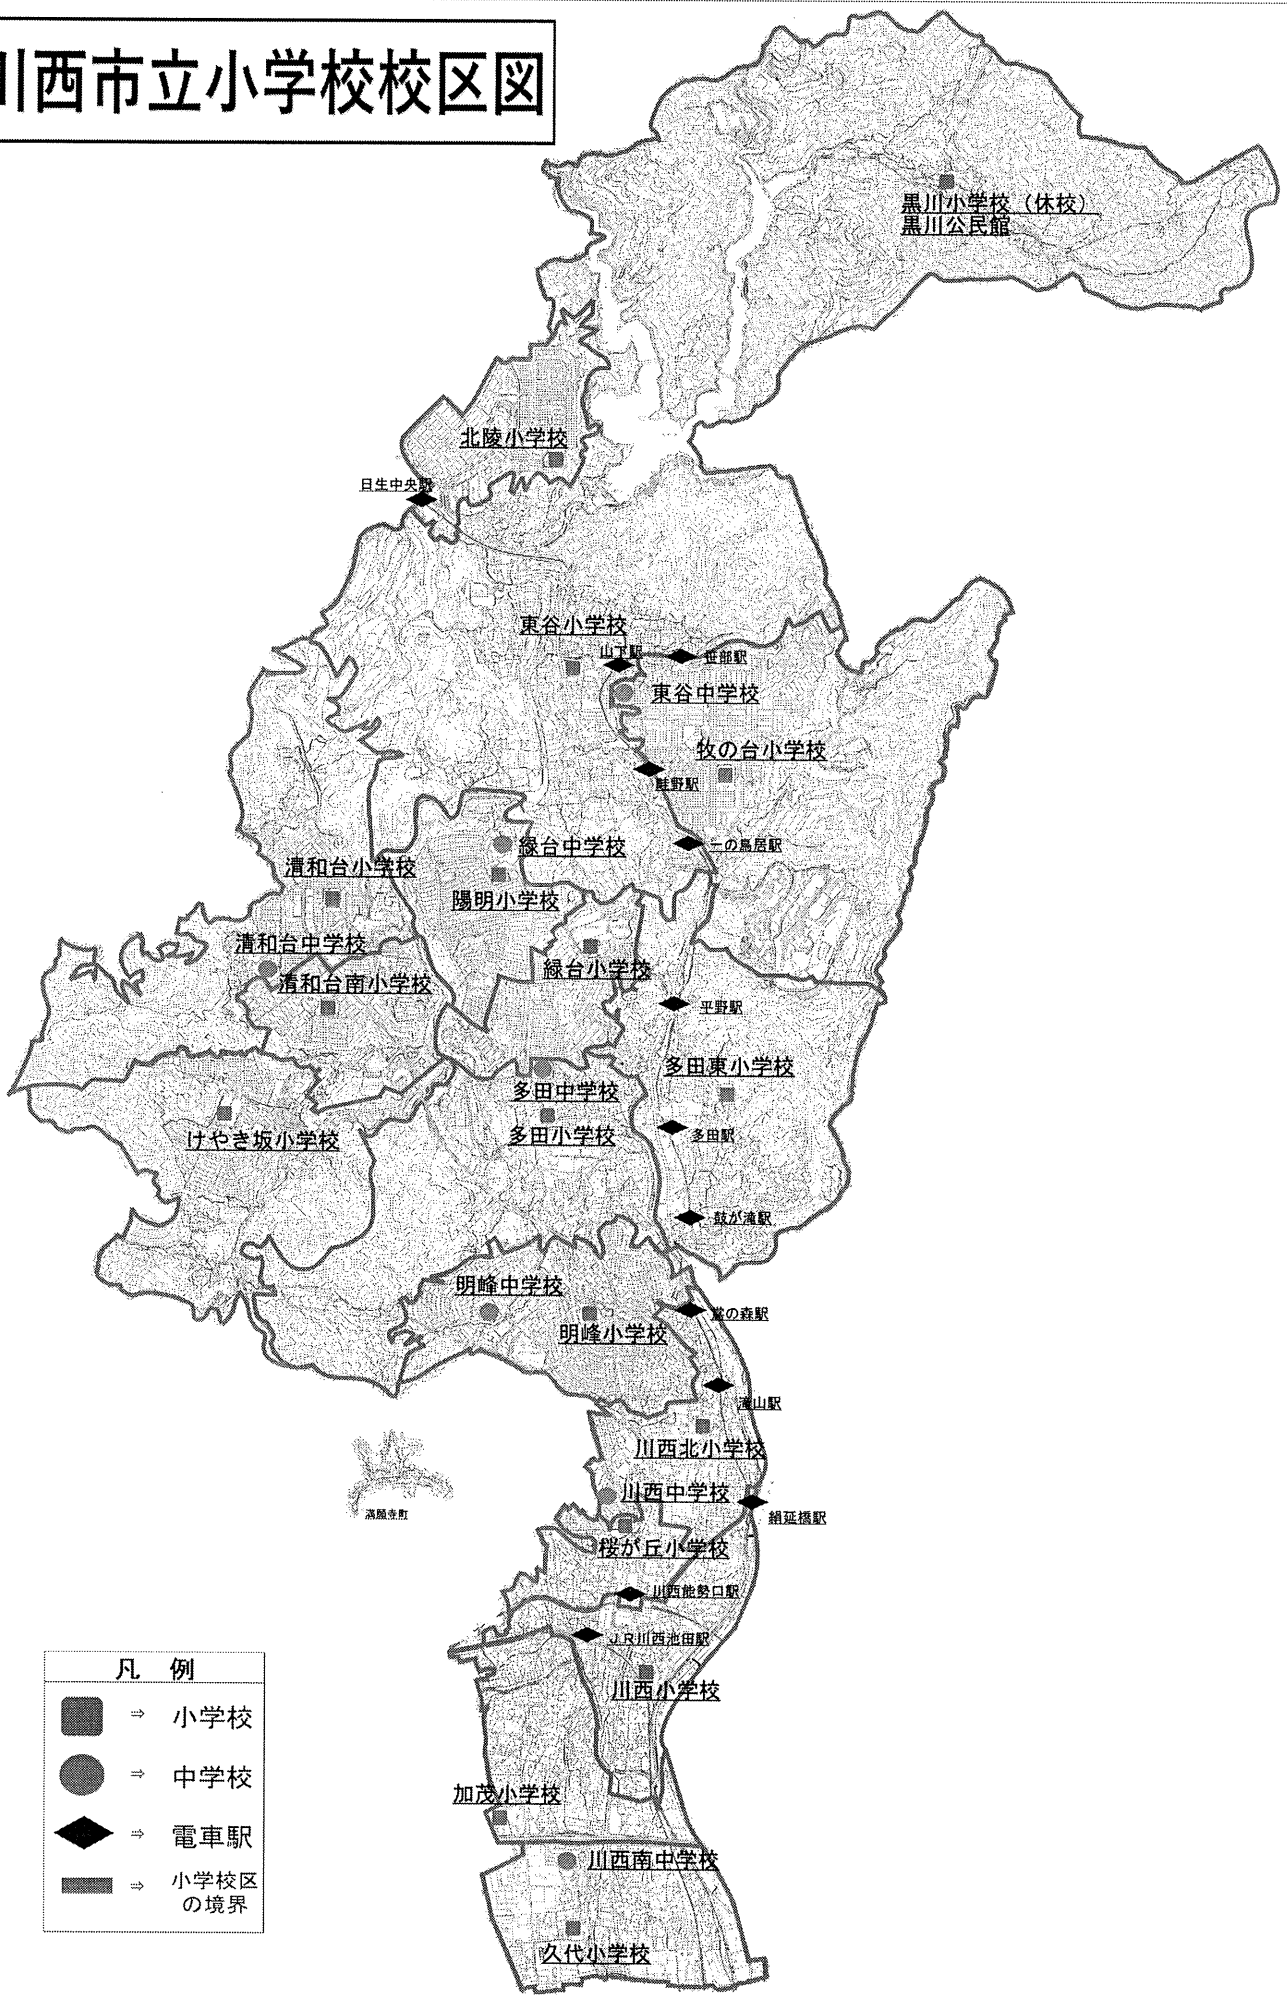 川西市立小学校校区図
黒川小学校（休校）
黒川公民館
北陵小学校
日生中央駅
東谷小学校
山下駅
笹部駅
東谷中学校
牧の台小学校
畦野駅
一の鳥居駅
緑台中学校
清和台小学校
陽明小学校
清和台中学校
緑台小学校
清和台南小学校
平野駅
多田東小学校
多田中学校
多田小学校
多田駅
けやき坂小学校
鼓が滝駅
明峰中学校
鴬の森駅
明峰小学校
滝山駅
川西北小学校
川西中学校
満願寺町
絹延橋駅
桜が丘小学校
川西能勢口駅
ＪＲ川西池田駅
川西小学校
加茂小学校
川西南中学校
久代小学校
凡 例
⇒ 小学校
⇒ 中学校
⇒ 電車駅
⇒ 小学校区
の境界